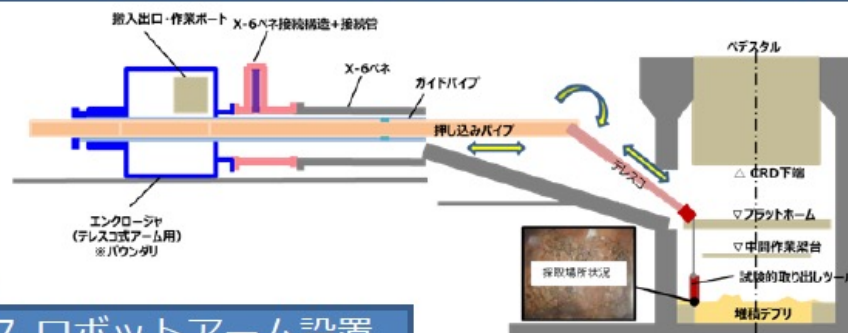 搬入出口・作業ポート
X-6ペネ接続構造+接続管
X-6ペネ
ガイドパイプ
ペデスタル
押し込みパイプ
テレスコ
△ CRD下端
▽プラットホーム
▽中間作業架台
エンクロージャ
(テレスコ式アーム用)
※バウンダリ
採取場所状況
試験的取り出しツール
堆積デブリ
ロボットアーム設置